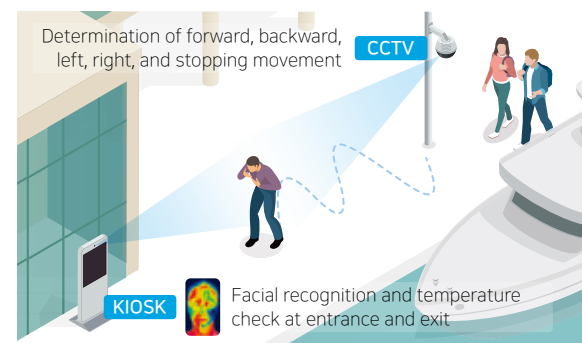 Determination of forward, backward,
left, right, and stopping movement
CCTV
KIOSK
Facial recognition and temperature
check at entrance and exit